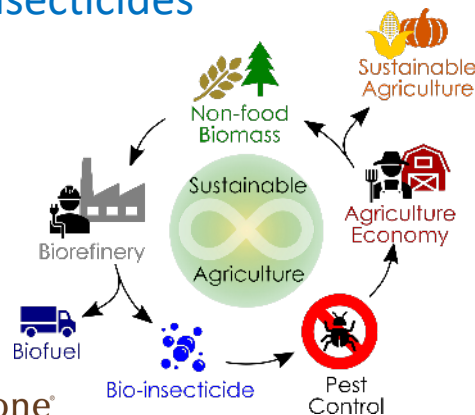 Sustainable
Agriculture
Non-food
Biomass
Sustainable
Agriculture
Agriculture
Economy
Biorefinery
Biofuel
Bio-insecticide
Pest
Control